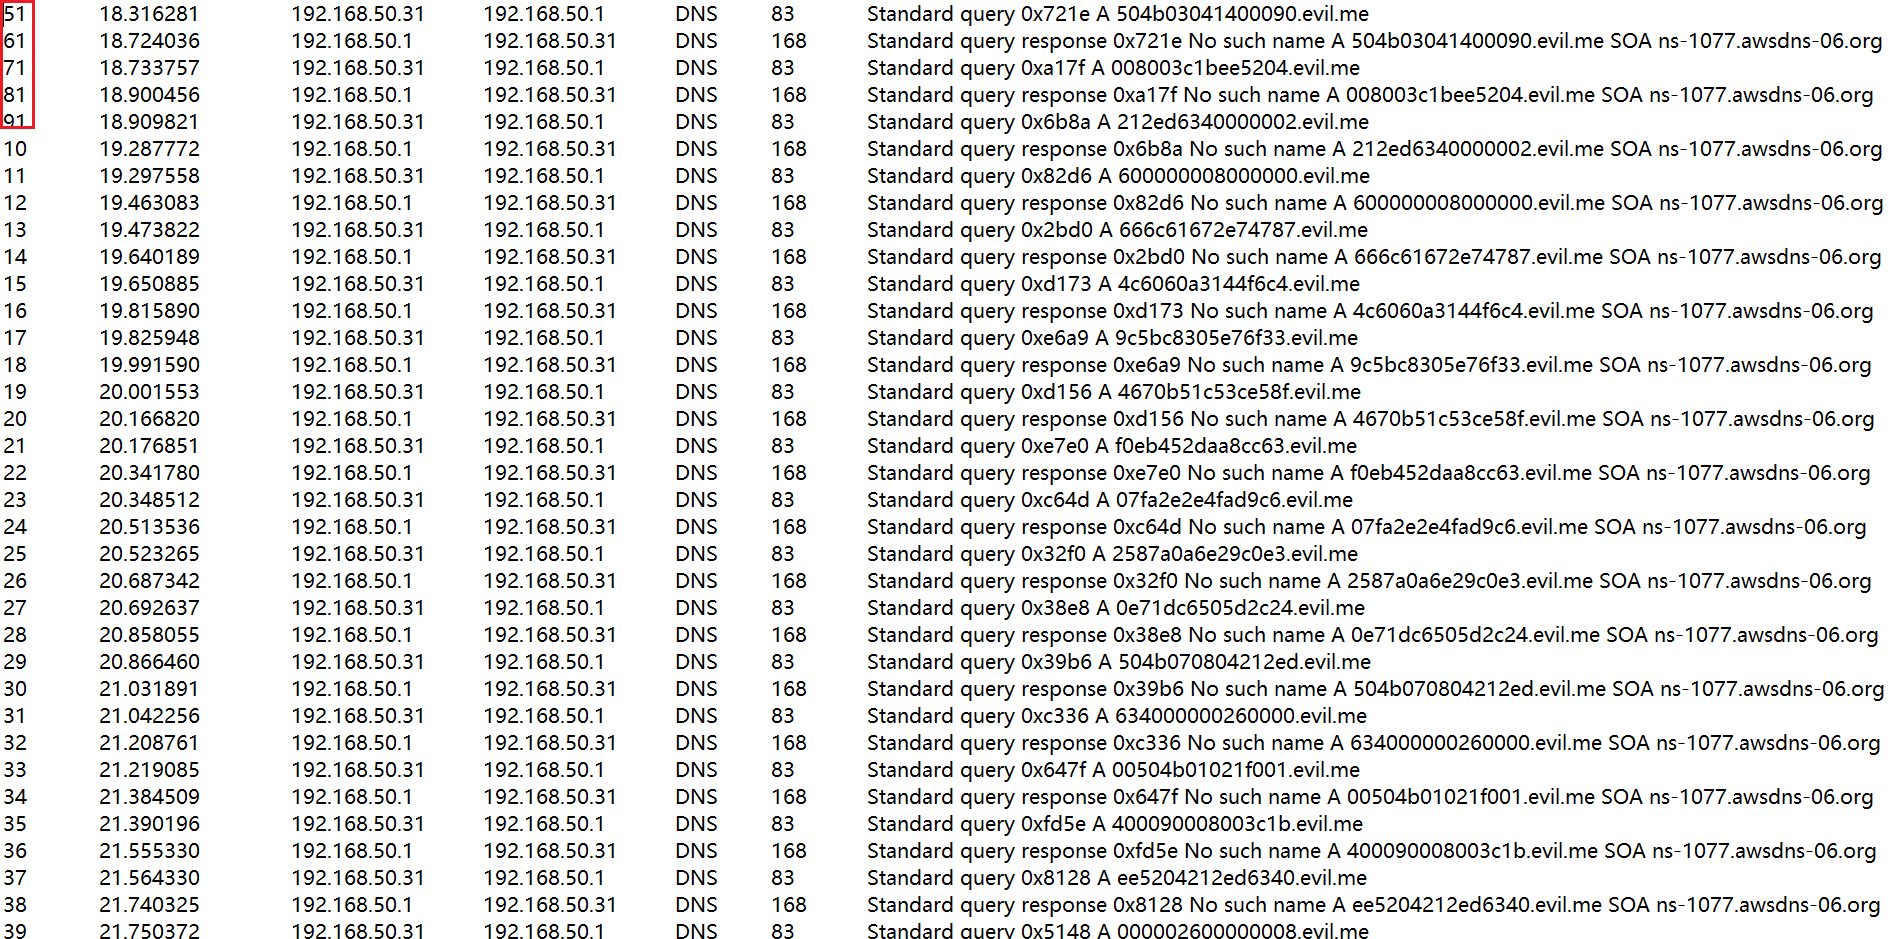 51 18.316281 192.168.50.31 192.168.50.1 DNS 83 Standard query 0x721e A 504b03041400090.evil.me
61 18.724036 192.168.50.1 192.168.50.31 DNS 168 Standard query response 0x721e No such name A 504b03041400090.evil.me SOA ns-1077.awsdns-06.org
71 18.733757 192.168.50.31 192.168.50.1 DNS 83 Standard query 0xa17f A 008003c1bee5204.evil.me
81 18.900456 192.168.50.1 192.168.50.31 DNS 168 Standard query response 0xa17f No such name A 008003c1bee5204.evil.me SOA ns-1077.awsdns-06.org
91 18.909821 192.168.50.31 192.168.50.1 DNS 83 Standard query 0x6b8a A 212ed6340000002.evil.me
10 19.287772 192.168.50.1 192.168.50.31 DNS 168 Standard query response 0x6b8a No such name A 212ed6340000002.evil.me SOA ns-1077.awsdns-06.org
11 19.297558 192.168.50.31 192.168.50.1 DNS 83 Standard query 0x82d6 A 600000008000000.evil.me
12 19.463083 192.168.50.1 192.168.50.31 DNS 168 Standard query response 0x82d6 No such name A 600000008000000.evil.me SOA ns-1077.awsdns-06.org
13 19.473822 192.168.50.31 192.168.50.1 DNS 83 Standard query 0x2bd0 A 666c61672e74787.evil.me
14 19.640189 192.168.50.1 192.168.50.31 DNS 168 Standard query response 0x2bd0 No such name A 666c61672e74787.evil.me SOA ns-1077.awsdns-06.org
15 19.650885 192.168.50.31 192.168.50.1 DNS 83 Standard query 0xd173 A 4c6060a3144f6c4.evil.me
16 19.815890 192.168.50.1 192.168.50.31 DNS 168 Standard query response 0xd173 No such name A 4c6060a3144f6c4.evil.me SOA ns-1077.awsdns-06.org
17 19.825948 192.168.50.31 192.168.50.1 DNS 83 Standard query 0xe6a9 A 9c5bc8305e76f33.evil.me
18 19.991590 192.168.50.1 192.168.50.31 DNS 168 Standard query response 0xe6a9 No such name A 9c5bc8305e76f33.evil.me SOA ns-1077.awsdns-06.org
19 20.001553 192.168.50.31 192.168.50.1 DNS 83 Standard query 0xd156 A 4670b51c53ce58f.evil.me
20 20.166820 192.168.50.1 192.168.50.31 DNS 168 Standard query response 0xd156 No such name A 4670b51c53ce58f.evil.me SOA ns-1077.awsdns-06.org
21 20.176851 192.168.50.31 192.168.50.1 DNS 83 Standard query 0xe7e0 A f0eb452daa8cc63.evil.me
22 20.341780 192.168.50.1 192.168.50.31 DNS 168 Standard query response 0xe7e0 No such name A f0eb452daa8cc63.evil.me SOA ns-1077.awsdns-06.org
23 20.348512 192.168.50.31 192.168.50.1 DNS 83 Standard query 0xc64d A 07fa2e2e4fad9c6.evil.me
24 20.513536 192.168.50.1 192.168.50.31 DNS 168 Standard query response 0xc64d No such name A 07fa2e2e4fad9c6.evil.me SOA ns-1077.awsdns-06.org
25 20.523265 192.168.50.31 192.168.50.1 DNS 83 Standard query 0x32f0 A 2587a0a6e29c0e3.evil.me
26 20.687342 192.168.50.1 192.168.50.31 DNS 168 Standard query response 0x32f0 No such name A 2587a0a6e29c0e3.evil.me SOA ns-1077.awsdns-06.org
27 20.692637 192.168.50.31 192.168.50.1 DNS 83 Standard query 0x38e8 A 0e71dc6505d2c24.evil.me
28 20.858055 192.168.50.1 192.168.50.31 DNS 168 Standard query response 0x38e8 No such name A 0e71dc6505d2c24.evil.me SOA ns-1077.awsdns-06.org
29 20.866460 192.168.50.31 192.168.50.1 DNS 83 Standard query 0x39b6 A 504b070804212ed.evil.me
30 21.031891 192.168.50.1 192.168.50.31 DNS 168 Standard query response 0x39b6 No such name A 504b070804212ed.evil.me SOA ns-1077.awsdns-06.org
31 21.042256 192.168.50.31 192.168.50.1 DNS 83 Standard query 0xc336 A 634000000260000.evil.me
32 21.208761 192.168.50.1 192.168.50.31 DNS 168 Standard query response 0xc336 No such name A 634000000260000.evil.me SOA ns-1077.awsdns-06.org
33 21.219085 192.168.50.31 192.168.50.1 DNS 83 Standard query 0x647f A 00504b01021f001.evil.me
34 21.384509 192.168.50.1 192.168.50.31 DNS 168 Standard query response 0x647f No such name A 00504b01021f001.evil.me SOA ns-1077.awsdns-06.org
35 21.390196 192.168.50.31 192.168.50.1 DNS 83 Standard query 0xfd5e A 400090008003c1b.evil.me
36 21.555330 192.168.50.1 192.168.50.31 DNS 168 Standard query response 0xfd5e No such name A 400090008003c1b.evil.me SOA ns-1077.awsdns-06.org
37 21.564330 192.168.50.31 192.168.50.1 DNS 83 Standard query 0x8128 A ee5204212ed6340.evil.me
38 21.740325 192.168.50.1 192.168.50.31 DNS 168 Standard query response 0x8128 No such name A ee5204212ed6340.evil.me SOA ns-1077.awsdns-06.org
39 21.750372 192.168.50.31 192.168.50.1 DNS 83 Standard query 0x5148 A 000002600000008.evil.me